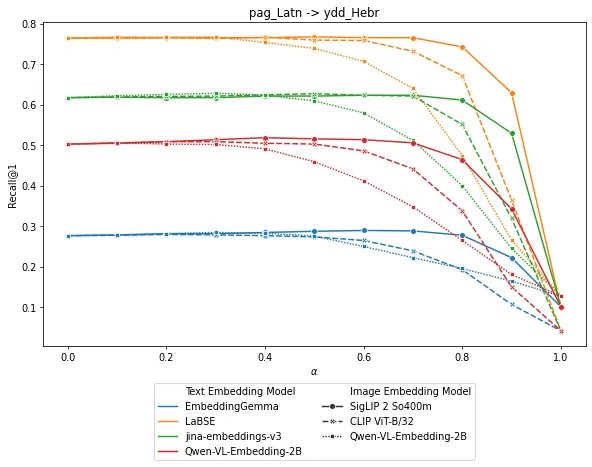 pag_Latn -> ydd_Hebr
Recall@1
0.8
0.7
0.6
0.5
0.4
0.3
0.2
0.1
0.0
0.2
0.4
0.6
0.8
1.0
α
Text Embedding Model
EmbeddingGemma
LaBSE
jina-embeddings-v3
Qwen-VL-Embedding-2B
Image Embedding Model
SigLIP 2 So400m
CLIP ViT-B/32
Qwen-VL-Embedding-2B